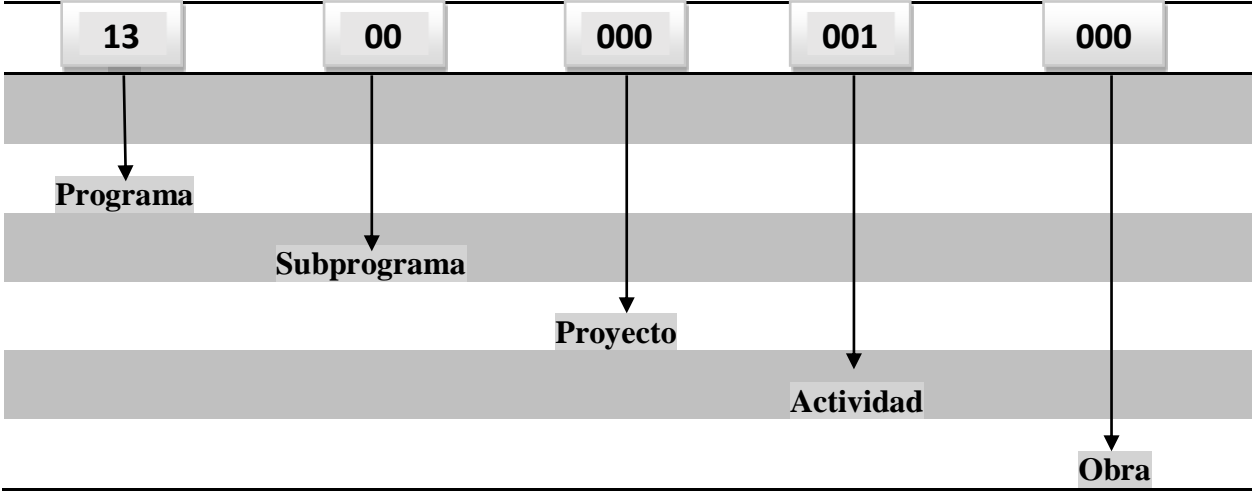 13 00 000 001 000
Programa
Subprograma
Proyecto
Actividad
Obra